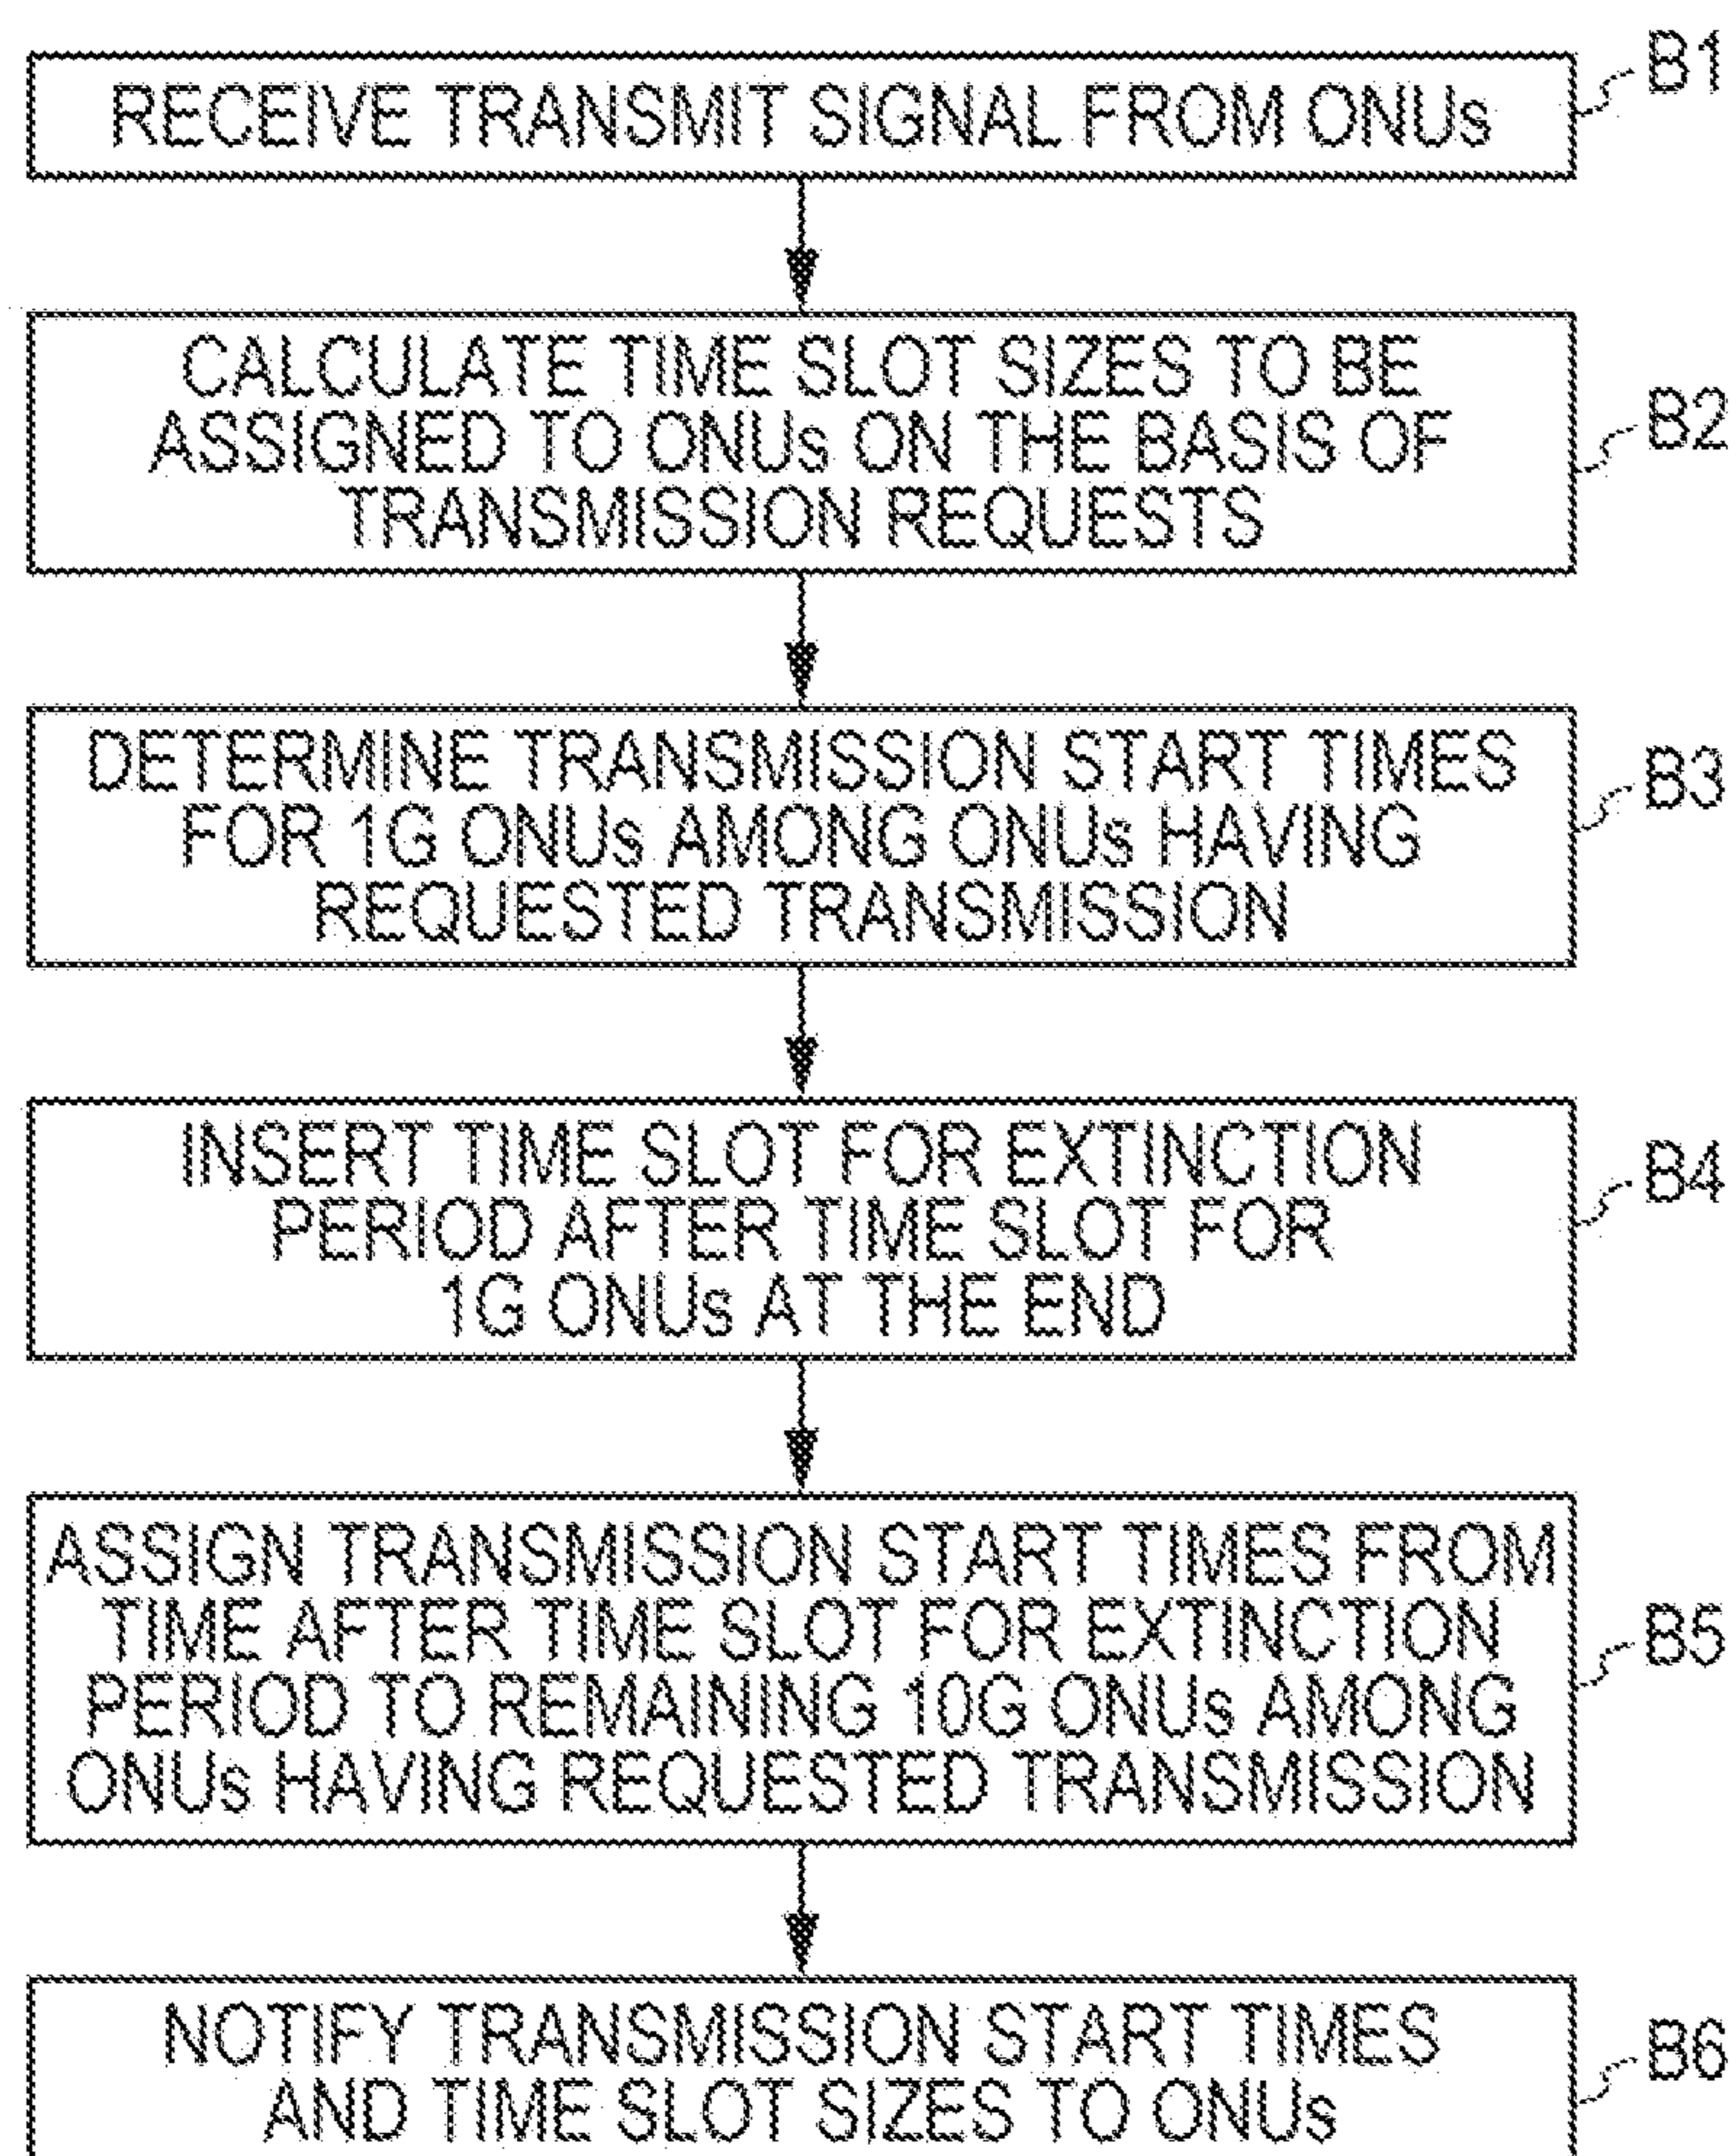 RECEIVE TRANSMIT SIGNAL FROM ONUs
B1
CALCULATE TIME SLOT SIZES TO BE
ASSIGNED TO ONUs ON THE BASIS OF
TRANSMISSION REQUESTS
B2
DETERMINE TRANSMISSION START TIMES
FOR 1G ONUs AMONG ONUs HAVING
REQUESTED TRANSMISSION
B3
INSERT TIME SLOT FOR EXTINCTION
PERIOD AFTER TIME SLOT FOR
1G ONUs AT THE END
B4
ASSIGN TRANSMISSION START TIMES FROM
TIME AFTER TIME SLOT FOR EXTINCTION
PERIOD TO REMAINING 10G ONUs AMONG
ONUs HAVING REQUESTED TRANSMISSION
B5
NOTIFY TRANSMISSION START TIMES
AND TIME SLOT SIZES TO ONUs
B6